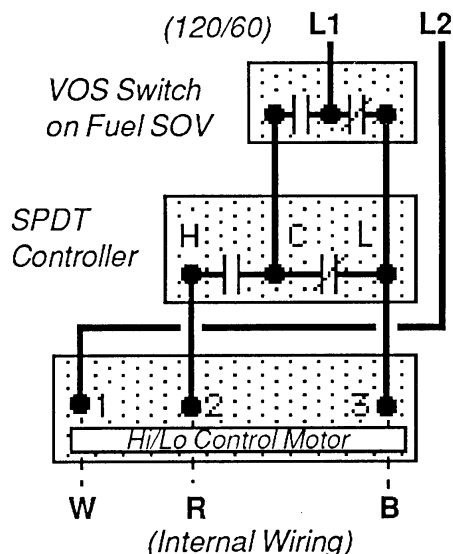 (120/60) L1 L2
VOS Switch
on Fuel SOV
SPDT
Controller
H C L
1 2 3
Hi/Lo Control Motor
W R B
(Internal Wiring)